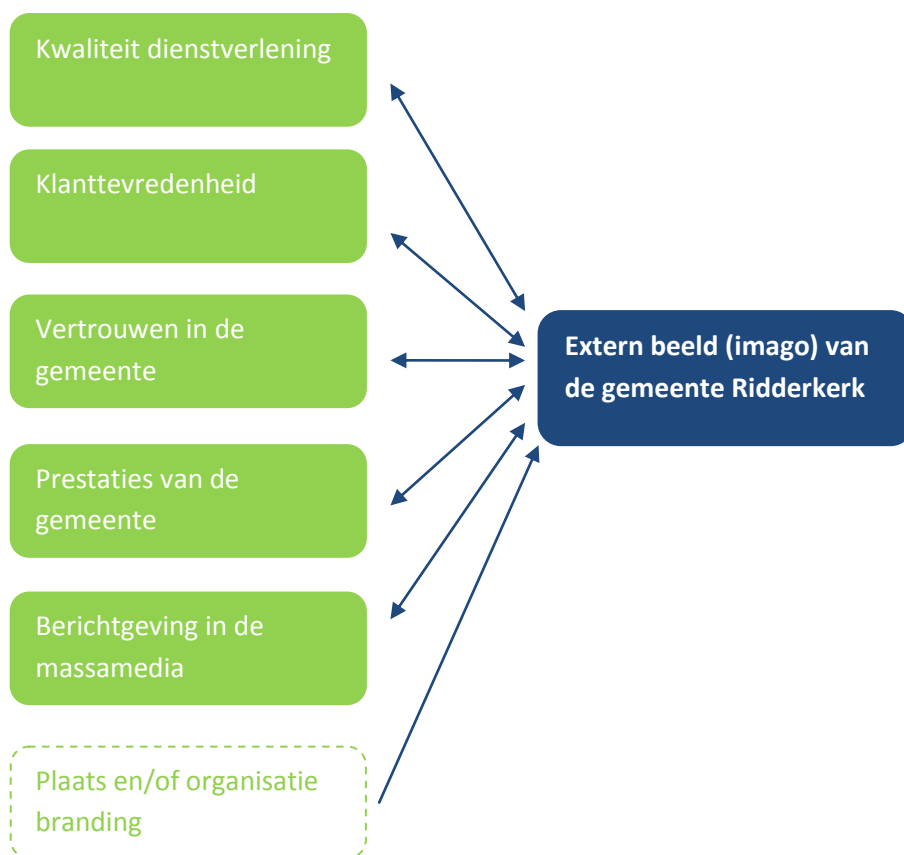 Kwaliteit dienstverlening
Klanttevredenheid
Vertrouwen in de
gemeente
Prestaties van de
gemeente
Berichtgeving in de
massamedia
Plaats en/of organisatie
branding
Extern beeld (imago) van
de gemeente Ridderkerk